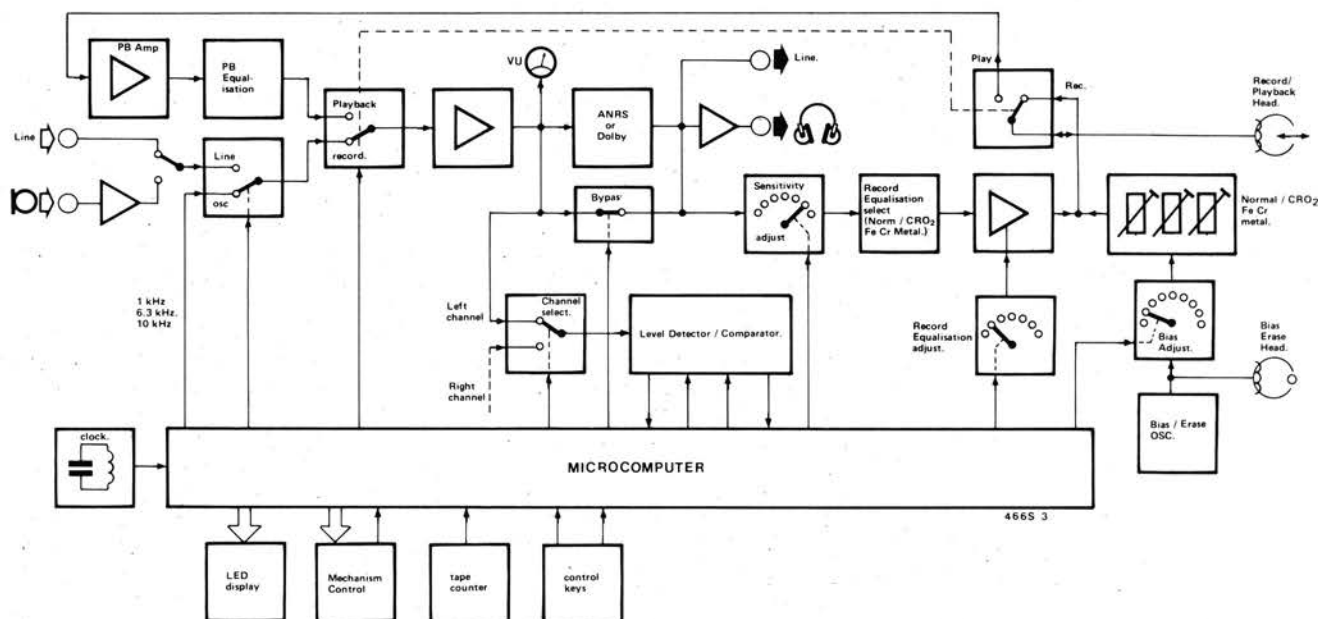 PB Amp
PB
Equal-
isation
VU
ANRS
or
Dolby
Line.
Play
Rec.
Record/
Playback
Head.
Line
Line
osc
Playback
record.
Bypas
Sensitivity
adjust
Record
Equalisation
select
(Norm / CRO2
Fe Cr Metal.)
Normal / CRO2
Fe Cr
metal.
1 kHz
6.3 kHz.
10 kHz
Left
channel
Channel
select.
Level Detector / Comparator.
Record
Equalisation
adjust.
Bias
Adjust.
Bias
Erase
Head.
Right
channel
Bias / Erase
OSC.
clock.
MICROCOMPUTER
466S 3
LED
display
Mechanism
Control
tape
counter
control
keys